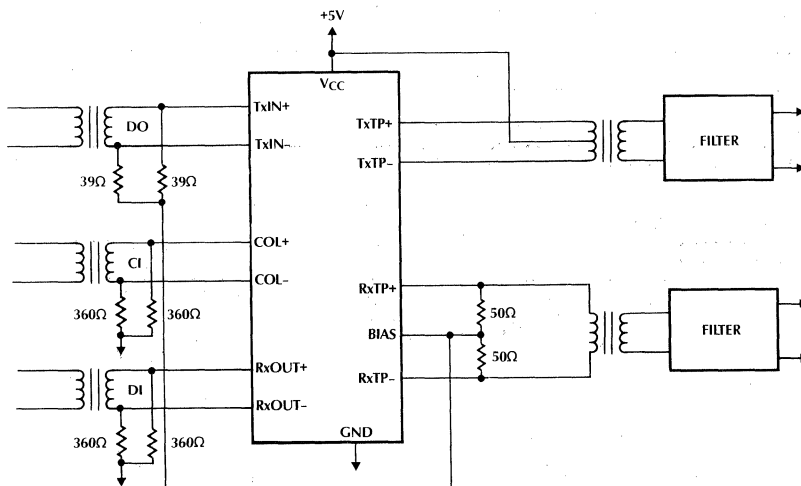 +5V
VCC
TxIN+
DO
TxIN–
39Ω
39Ω
TxTP+
TxTP–
FILTER
COL+
CI
COL–
360Ω
360Ω
RxTP+
50Ω
BIAS
50Ω
RxTP–
FILTER
RxOUT+
DI
RxOUT–
360Ω
360Ω
GND